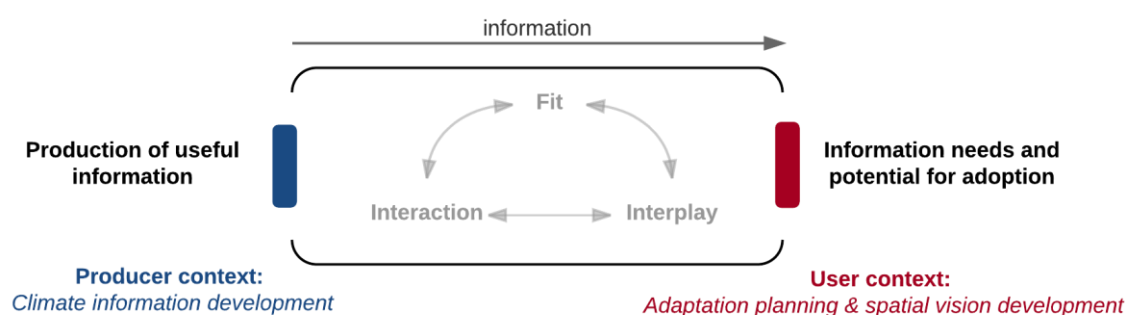 information
Fit
Production of useful
information
Information needs and
potential for adoption
Interaction
Interplay
Producer context:
Climate information development
User context:
Adaptation planning & spatial vision development